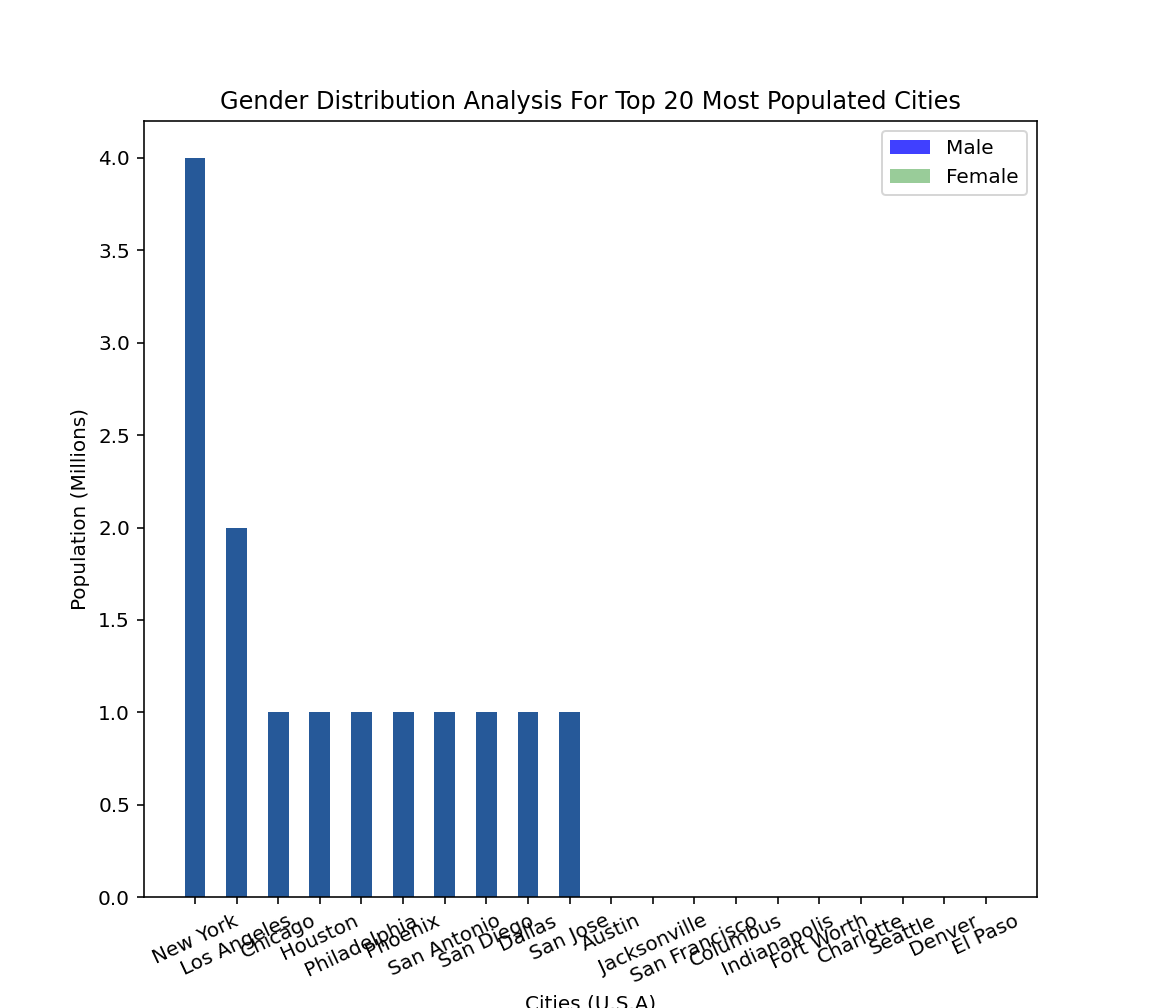 Gender Distribution Analysis For Top 20 Most Populated Cities
Male
Female
4.0
3.5
3.0
2.5
2.0
1.5
1.0
0.5
0.0
Population (Millions)
New York
Los Angeles
Chicago
Houston
Philadelphia
Phoenix
San Antonio
San Diego
Dallas
San Jose
Austin
Jacksonville
San Francisco
Columbus
Indianapolis
Fort Worth
Charlotte
Seattle
Denver
El Paso
Cities (U.S.A)